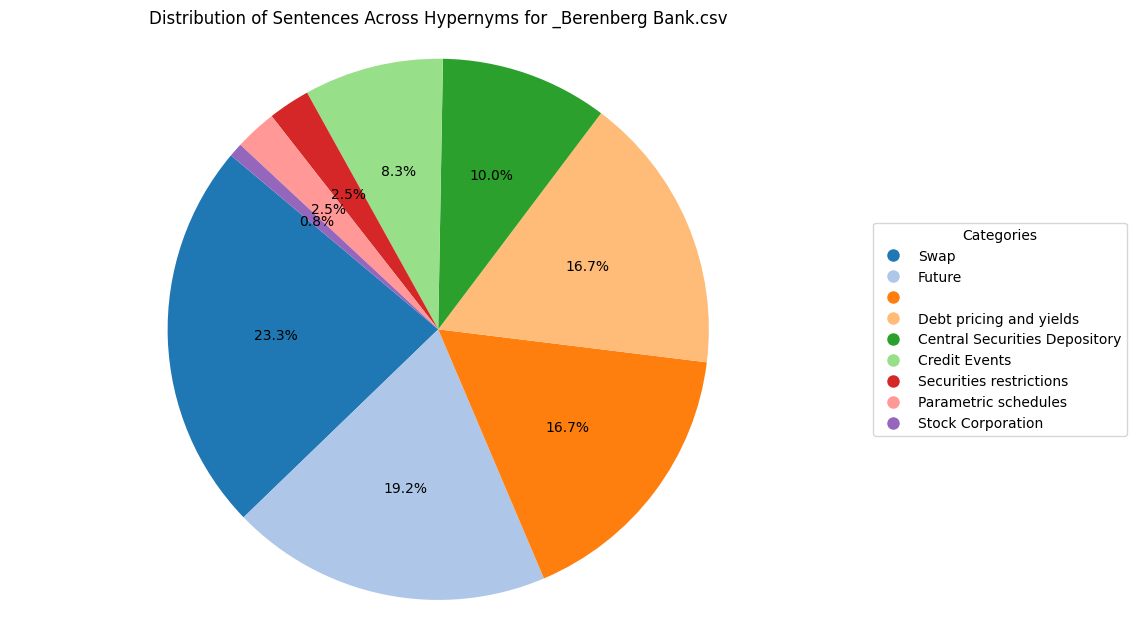 Distribution of Sentences Across Hypernyms for _Berenberg Bank.csv
8.3%
10.0%
2.5%
2.5%
0.8%
16.7%
23.3%
16.7%
19.2%
Categories
Swap
Future
Debt pricing and yields
Central Securities Depository
Credit Events
Securities restrictions
Parametric schedules
Stock Corporation